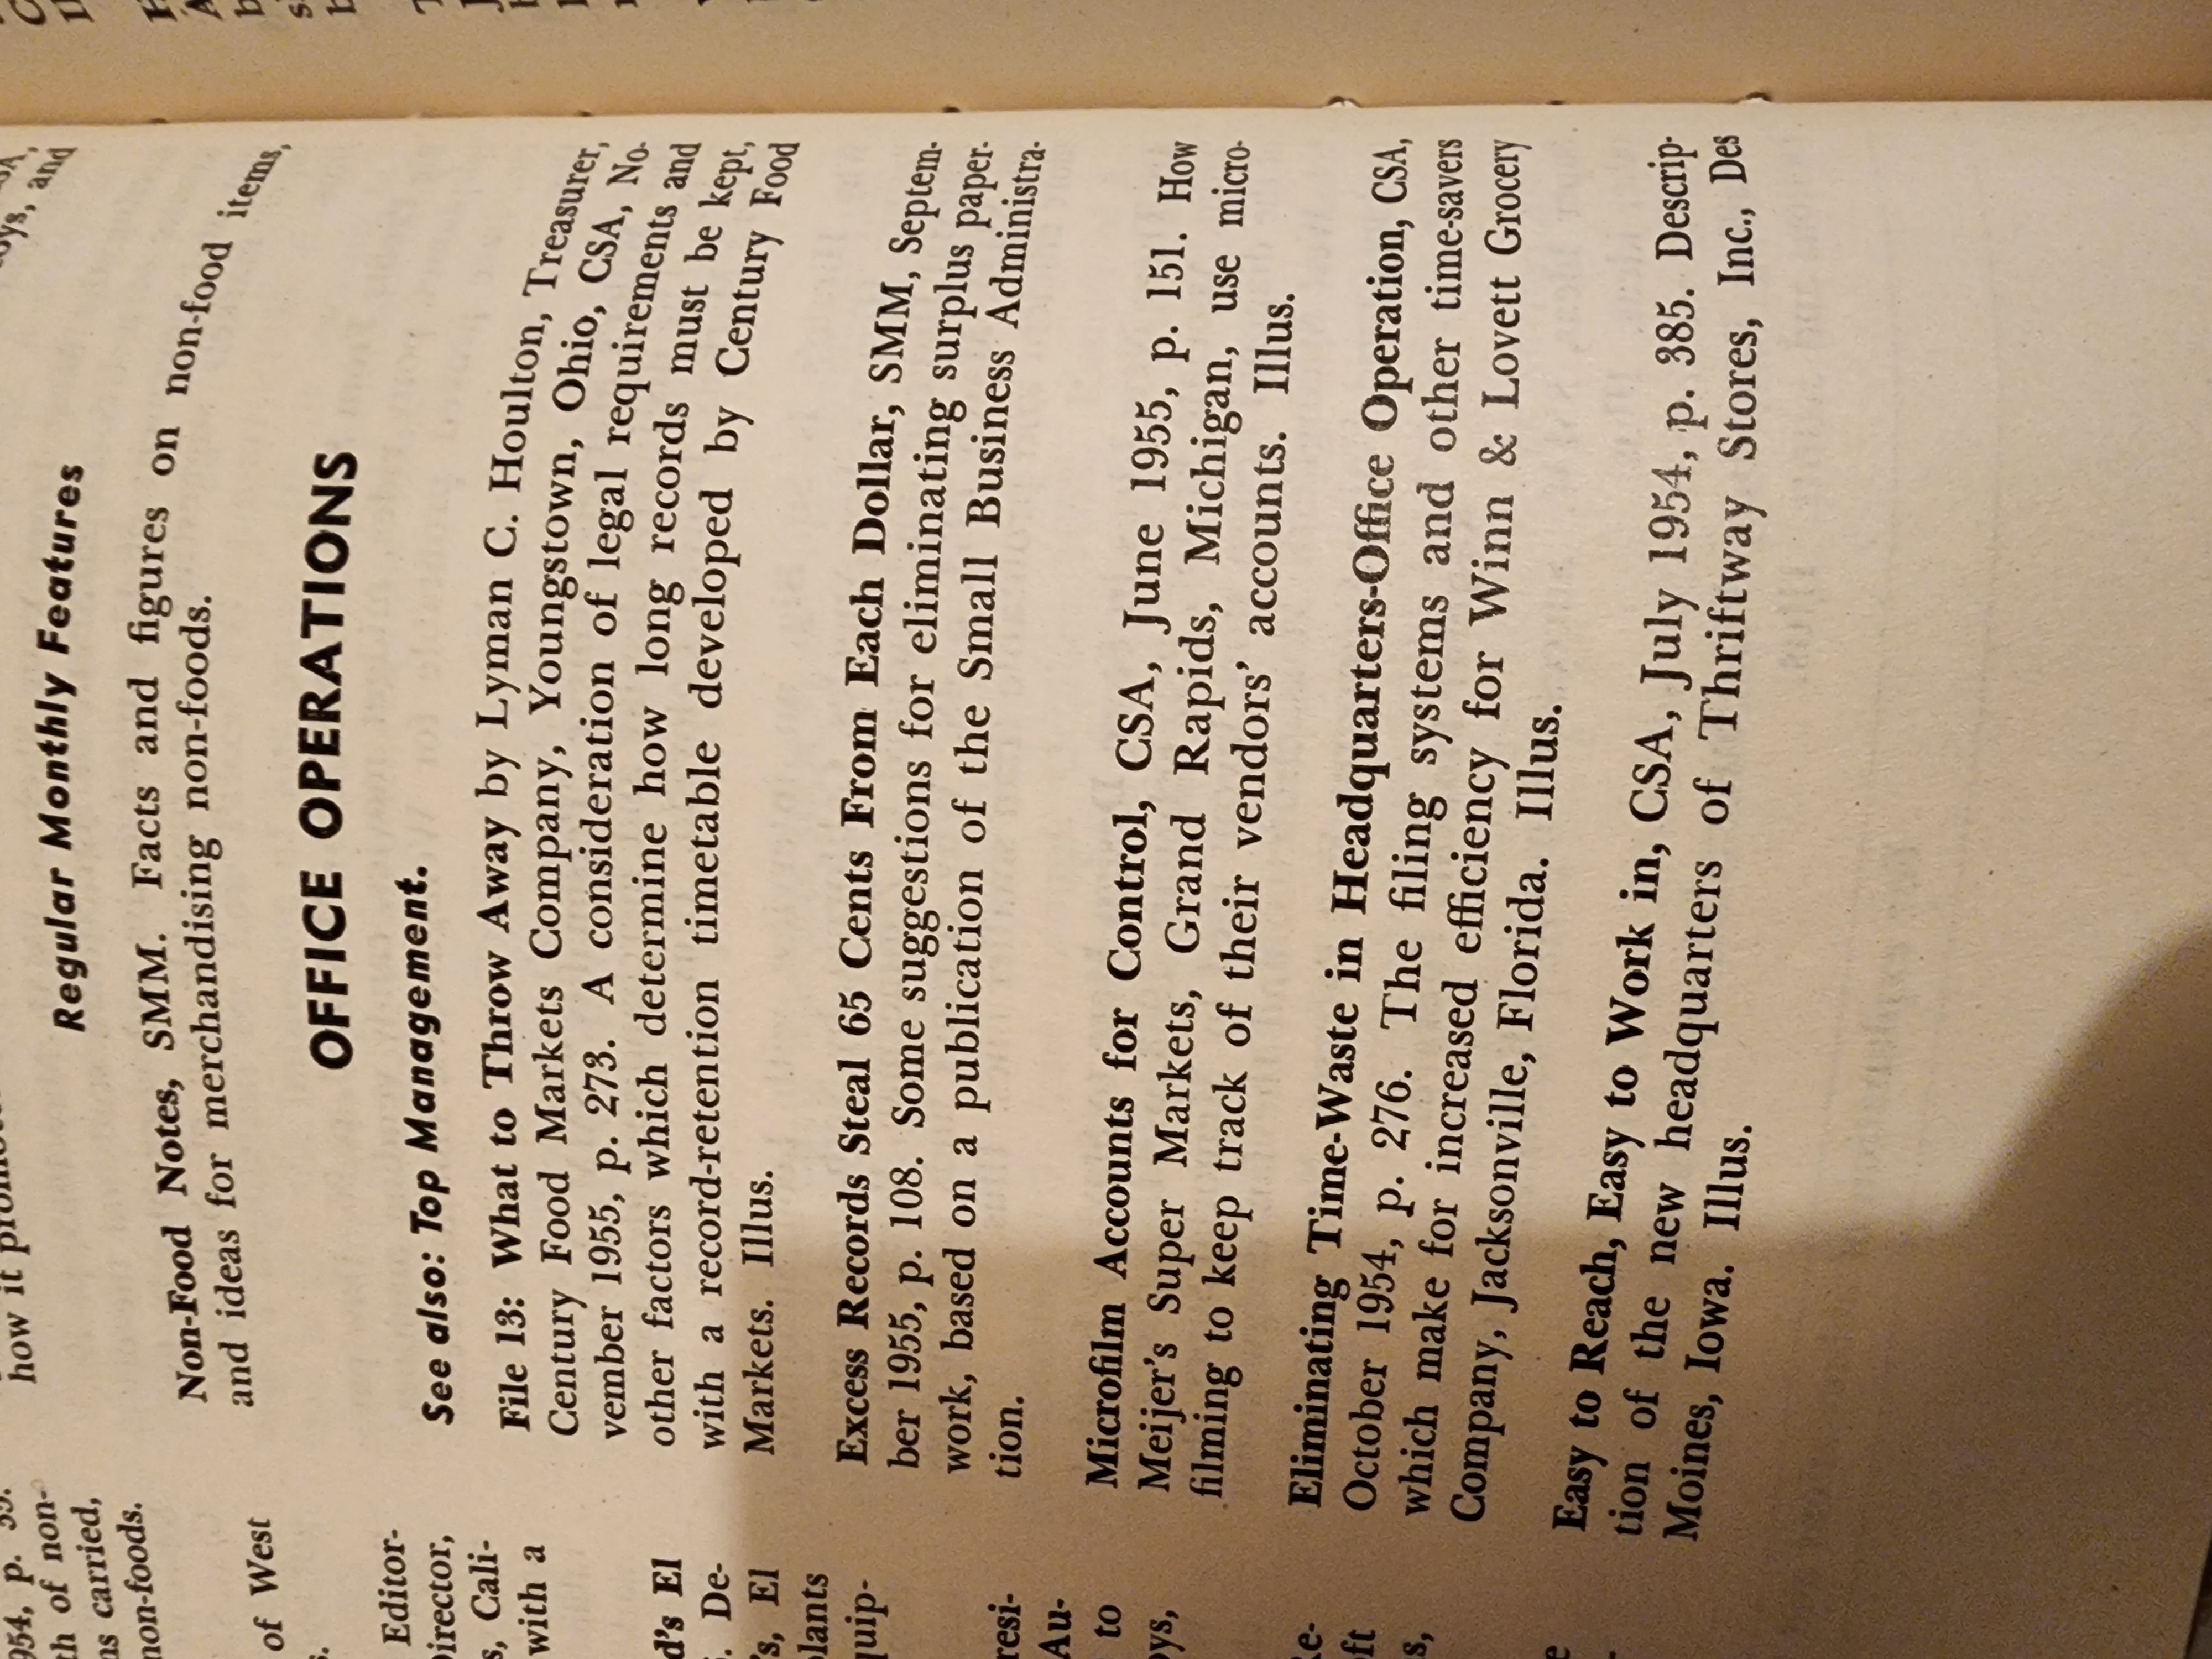 how it
Regular Monthly Features
Non-Food Notes, SMM. Facts and figures on non-food items,
and ideas for merchandising non-foods.
OFFICE OPERATIONS
See also: Top Management.
File 13: What to Throw Away by Lyman C. Houlton, Treasurer,
Century Food Markets Company, Youngstown, Ohio, CSA, No-
vember 1955, p. 273. A consideration of legal requirements and
other factors which determine how long records must be kept,
with a record-retention timetable developed by Century Food
Markets. Illus.
Excess Records Steal 65 Cents From Each Dollar, SMM, Septem-
ber 1955, p. 108. Some suggestions for eliminating surplus paper-
work, based on a publication of the Small Business Administra-
tion.
Microfilm Accounts for Control, CSA, June 1955, p. 151. How
Meijer's Super Markets, Grand Rapids, Michigan, use micro-
filming to keep track of their vendors' accounts. Illus.
Eliminating Time-Waste in Headquarters-Office Operation, CSA,
October 1954, p. 276. The filing systems and other time-savers
which make for increased efficiency for Winn & Lovett Grocery
Company, Jacksonville, Florida. Illus.
Easy to Reach, Easy to Work in, CSA, July 1954, p. 385. Descrip-
tion of the new headquarters of Thriftway Stores, Inc., Des
Moines, Iowa. Illus.